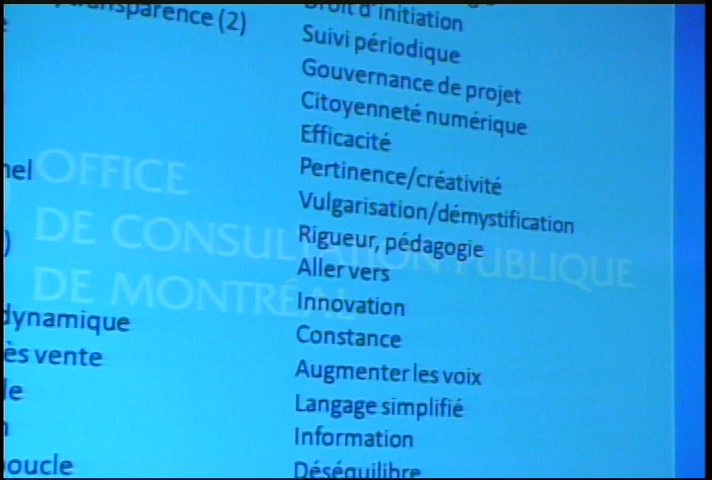 transparence (2)
Droit d'initiation
Suivi périodique
Gouvernance de projet
Citoyenneté numérique
Efficacité
Pertinence/créativité
Vulgarisation/démystification
Rigueur, pédagogie
Aller vers
Innovation
Constance
Augmenter les voix
Langage simplifié
Information
Déséquilibre
nel
)
dynamique
ès vente
le
n
oucle
OFFICE
DE CONSULTATION PUBLIQUE
DE MONTRÉAL